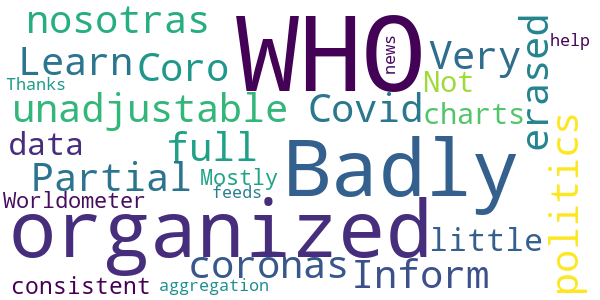 nosotras
WHO
news
Very
erased
help
Learn
Coro
Not
Thanks
unadjustable
Covid
charts
data
full
Badly
politics
Partial
Mostly
feeds
Worldometer
organized
little
coronas
Inform
consistent
aggregation